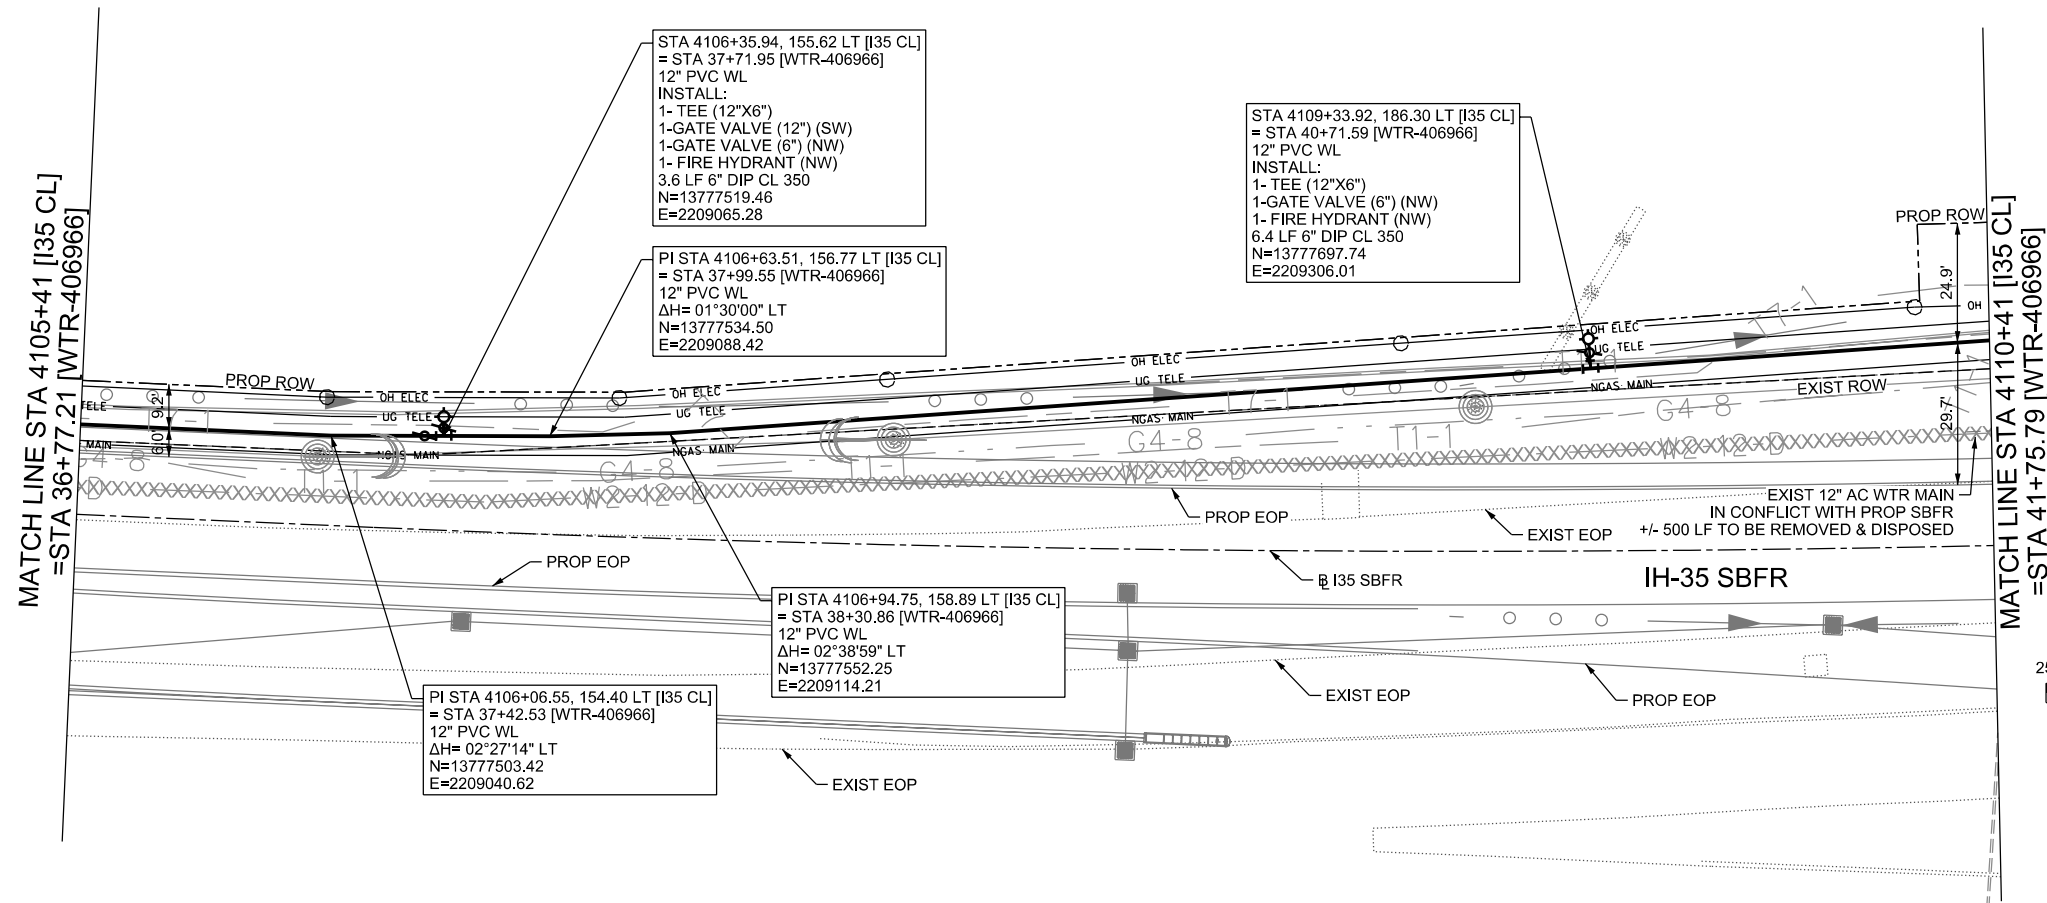 MATCH LINE STA 4105+41 [I35 CL]
=STA 36+77.21 [WTR-406966]
STA 4106+35.94, 155.62 LT [I35 CL]
= STA 37+71.95 [WTR-406966]
12" PVC WL
INSTALL:
1- TEE (12"X6")
1-GATE VALVE (12") (SW)
1-GATE VALVE (6") (NW)
1- FIRE HYDRANT (NW)
3.6 LF 6" DIP CL 350
N=13777519.46
E=2209065.28
PI STA 4106+63.51, 156.77 LT [I35 CL]
= STA 37+99.55 [WTR-406966]
12" PVC WL
ΔH= 01°30'00" LT
N=13777534.50
E=2209088.42
STA 4109+33.92, 186.30 LT [I35 CL]
= STA 40+71.59 [WTR-406966]
12" PVC WL
INSTALL:
1- TEE (12"X6")
1-GATE VALVE (6") (NW)
1- FIRE HYDRANT (NW)
6.4 LF 6" DIP CL 350
N=13777697.74
E=2209306.01
PROP ROW
24.9'
OH
T7-1
OH ELEC
UG TELE
OH ELEC
UG TELE
PROP ROW
OH ELEC
OH ELEC
9.2'
TELE
UG TELE
UG TELE
T7-1
NGAS MAIN
EXIST ROW
6.0'
MAIN
NGAS MAIN
NGAS MAIN
NGAS MAIN
G4-8
G4-8
T1-1
29.7'
G4-8
T1-1
G4-8
T1-1
W2-12-D
W2-12-D
W2-12-D
D
PROP EOP
EXIST EOP
EXIST 12" AC WTR MAIN
IN CONFLICT WITH PROP SBFR
+/- 500 LF TO BE REMOVED & DISPOSED
PROP EOP
I35 SBFR
IH-35 SBFR
PI STA 4106+94.75, 158.89 LT [I35 CL]
= STA 38+30.86 [WTR-406966]
12" PVC WL
ΔH= 02°38'59" LT
N=13777552.25
E=2209114.21
PI STA 4106+06.55, 154.40 LT [I35 CL]
= STA 37+42.53 [WTR-406966]
12" PVC WL
ΔH= 02°27'14" LT
N=13777503.42
E=2209040.62
EXIST EOP
PROP EOP
EXIST EOP
MATCH LINE STA 4110+41 [I35 CL]
=STA 41+75.79 [WTR-406966]
25